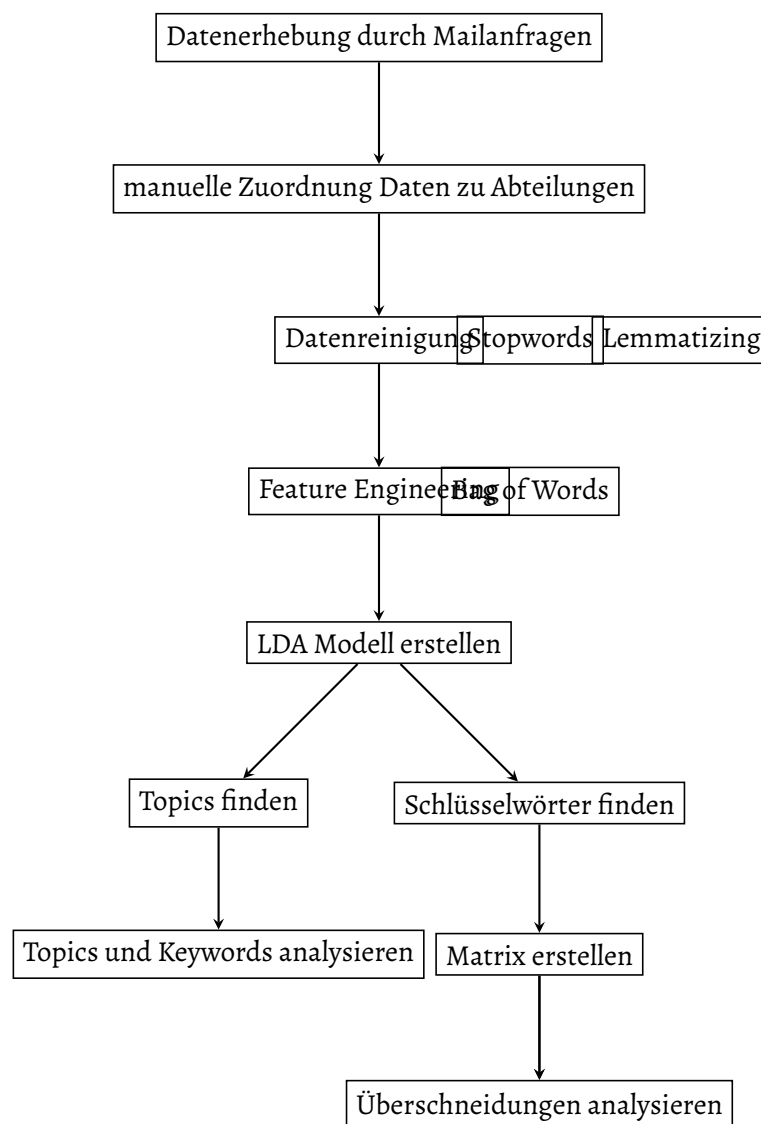 Datenerhebung durch Mailanfragen
manuelle Zuordnung Daten zu Abteilungen
Datenreinigung Stopwords Lemmatizing
Feature Engineering Bag of Words
LDA Modell erstellen
Topics finden
Schlüsselwörter finden
Topics und Keywords analysieren
Matrix erstellen
Überschneidungen analysieren